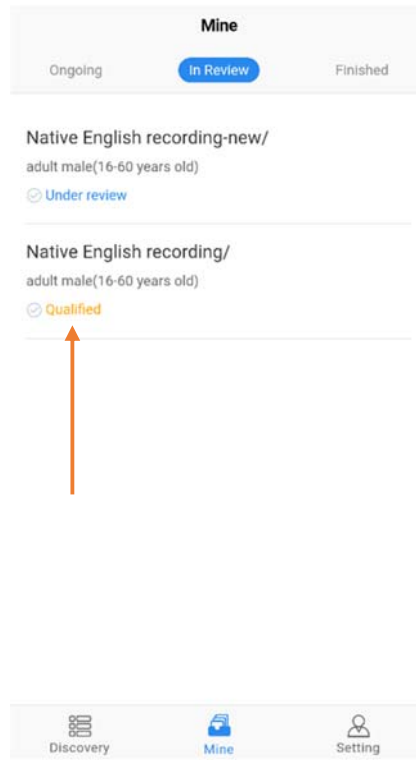 Mine
Ongoing In Review Finished
Native English recording-new/
adult male(16-60 years old)
Under review
Native English recording/
adult male(16-60 years old)
Qualified
Discovery Mine Setting